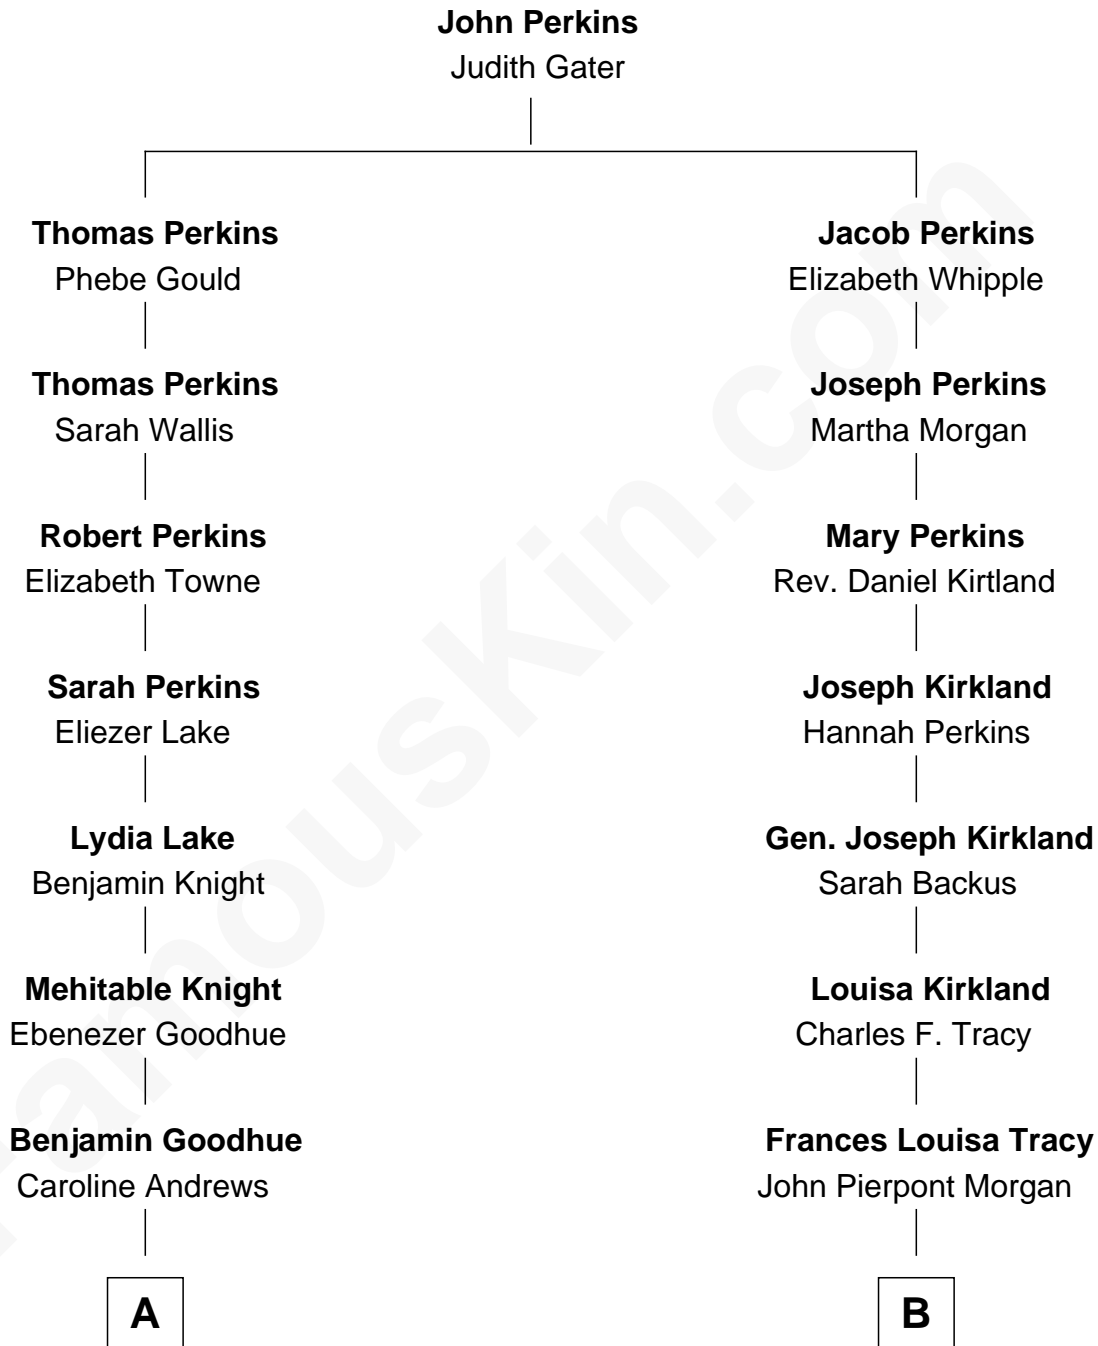 John Perkins
Judith Gater
Thomas Perkins
Phebe Gould
Thomas Perkins
Sarah Wallis
Robert Perkins
Elizabeth Towne
Sarah Perkins
Eliezer Lake
Lydia Lake
Benjamin Knight
Mehitable Knight
Ebenezer Goodhue
Benjamin Goodhue
Caroline Andrews
A
Jacob Perkins
Elizabeth Whipple
Joseph Perkins
Martha Morgan
Mary Perkins
Rev. Daniel Kirtland
Joseph Kirkland
Hannah Perkins
Gen. Joseph Kirkland
Sarah Backus
Louisa Kirkland
Charles F. Tracy
Frances Louisa Tracy
John Pierpont Morgan
B
FamousKin.com